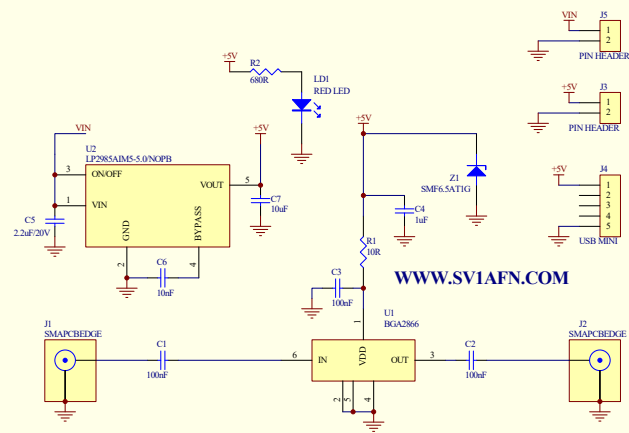 VIN
J5
1
2
PIN HEADER
+5V
R2
680R
LD1
RED LED
+5V
J3
1
2
PIN HEADER
VIN
U2
LP2985AIM5-5.0/NOPB
3
ON/OFF
1
VIN
VOUT
5
GND
BYPASS
2
4
+5V
C7
10uF
C5
2.2uF/20V
C6
10nF
+5V
Z1
SMF6.5AT1G
C4
1uF
R1
10R
C3
100nF
+5V
J4
1
2
3
4
5
USB MINI
WWW.SV1AFN.COM
J1
SMAPCBEDGE
C1
100nF
U1
BGA2866
1
6
IN
VDD
OUT
3
2
5
4
C2
100nF
J2
SMAPCBEDGE